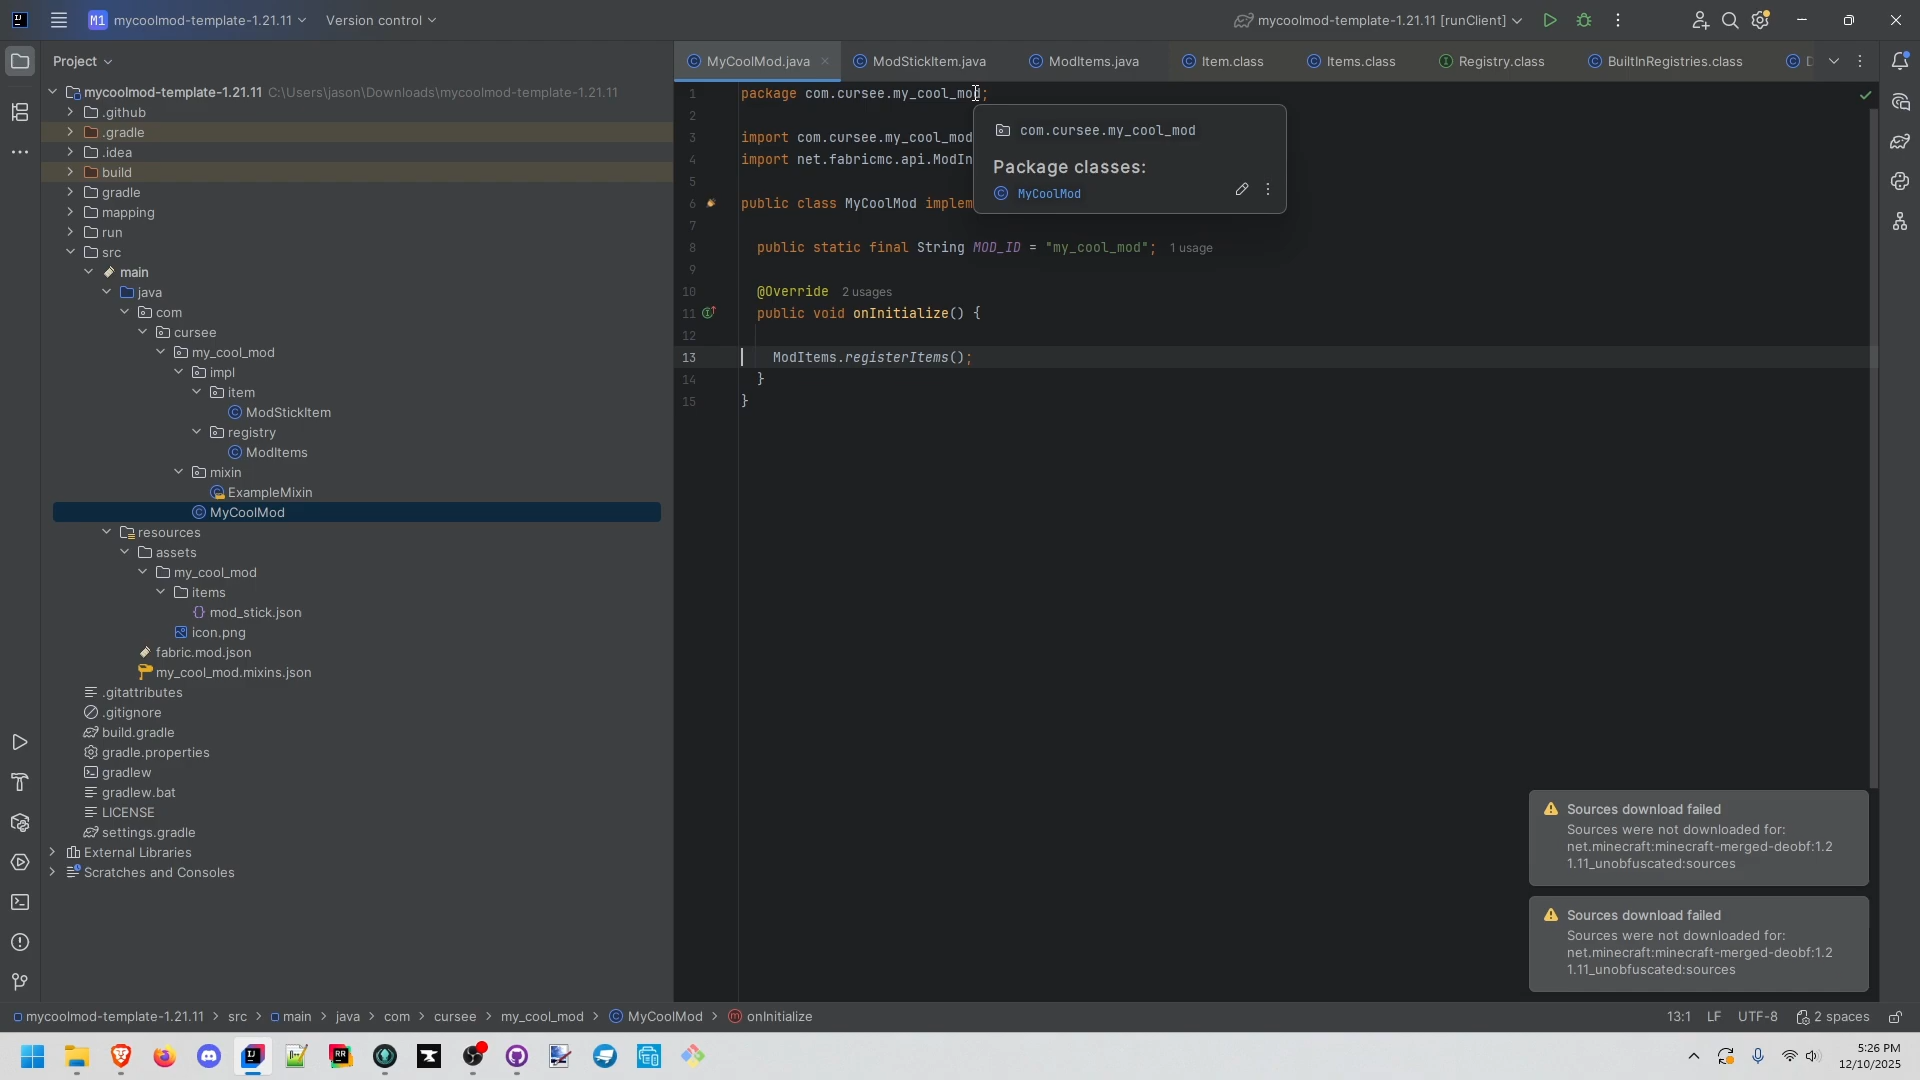 M1 mycoolmod-template-1.21.11 Version control mycoolmod-template-1.21.11 [runClient]
Project
MyCoolMod.java ModStickItem.java ModItems.java Item.class Items.class Registry.class BuiltInRegistries.class
mycoolmod-template-1.21.11 C:\Users\jason\Downloads\mycoolmod-template-1.21.11
.github
.gradle
.idea
build
gradle
mapping
run
src
main
java
com
cursee
my_cool_mod
impl
item
ModStickItem
registry
ModItems
mixin
ExampleMixin
MyCoolMod
resources
assets
my_cool_mod
items
mod_stick.json
icon.png
fabric.mod.json
my_cool_mod.mixins.json
.gitattributes
.gitignore
build.gradle
gradle.properties
gradlew
gradlew.bat
LICENSE
settings.gradle
External Libraries
Scratches and Consoles
1 package com.cursee.my_cool_mod;
2
3 import com.cursee.my_cool_mod
4 import net.fabricmc.api.ModIn
5
6 public class MyCoolMod implem
7
8 public static final String MOD_ID = "my_cool_mod"; 1 usage
9
10 @Override 2 usages
11 public void onInitialize() {
12
13 ModItems.registerItems();
14 }
15 }
com.cursee.my_cool_mod
Package classes:
MyCoolMod
Sources download failed
Sources were not downloaded for:
net.minecraft:minecraft-merged-deobf:1.2
1.11_unobfuscated:sources
Sources download failed
Sources were not downloaded for:
net.minecraft:minecraft-merged-deobf:1.2
1.11_unobfuscated:sources
mycoolmod-template-1.21.11 > src > main > java > com > cursee > my_cool_mod > MyCoolMod > onInitialize
13:1 LF UTF-8 2 spaces
5:26 PM
12/10/2025